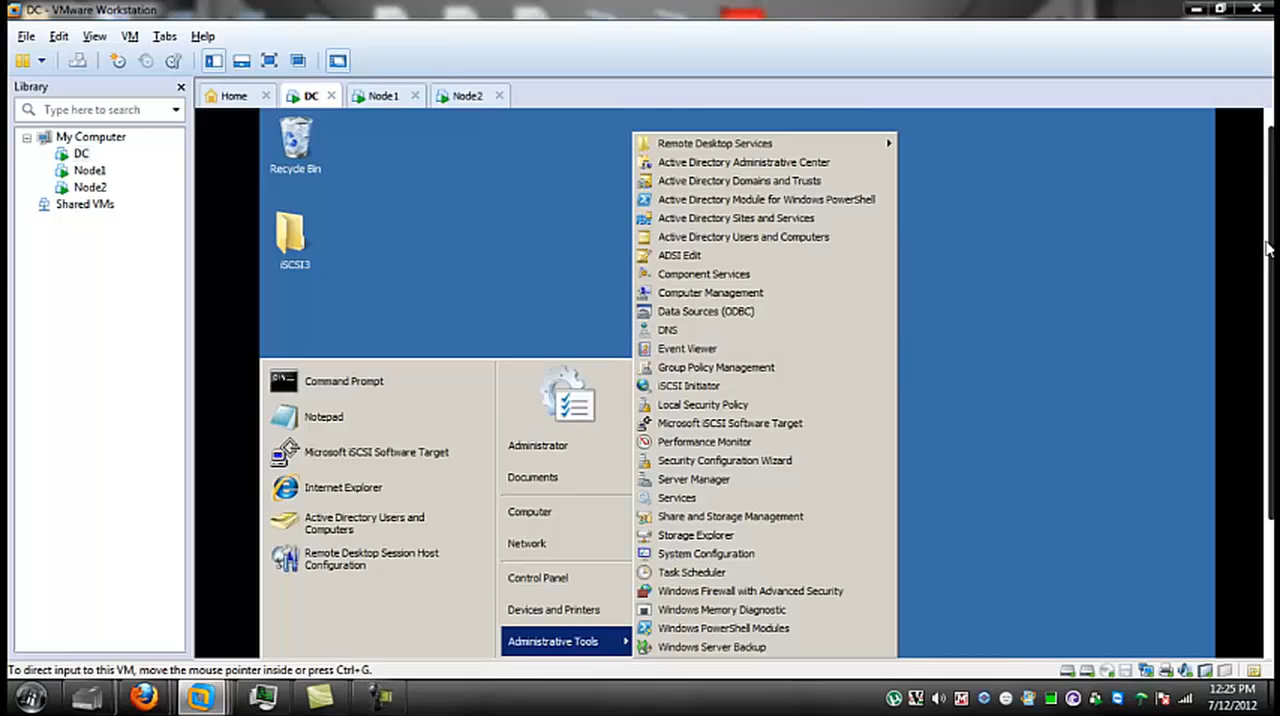 DC - VMware Workstation
File Edit View VM Tabs Help
Library
Type here to search
My Computer
DC
Node1
Node2
Shared VMs
Home DC Node1 Node2
Recycle Bin
iSCSI3
Command Prompt
Notepad
Microsoft iSCSI Software Target
Internet Explorer
Active Directory Users and
Computers
Remote Desktop Session Host
Configuration
Administrator
Documents
Computer
Network
Control Panel
Devices and Printers
Administrative Tools
Remote Desktop Services
Active Directory Administrative Center
Active Directory Domains and Trusts
Active Directory Module for Windows PowerShell
Active Directory Sites and Services
Active Directory Users and Computers
ADSI Edit
Component Services
Computer Management
Data Sources (ODBC)
DNS
Event Viewer
Group Policy Management
iSCSI Initiator
Local Security Policy
Microsoft iSCSI Software Target
Performance Monitor
Security Configuration Wizard
Server Manager
Services
Share and Storage Management
Storage Explorer
System Configuration
Task Scheduler
Windows Firewall with Advanced Security
Windows Memory Diagnostic
Windows PowerShell Modules
Windows Server Backup
To direct input to this VM, move the mouse pointer inside or press Ctrl+G.
12:25 PM
7/12/2012